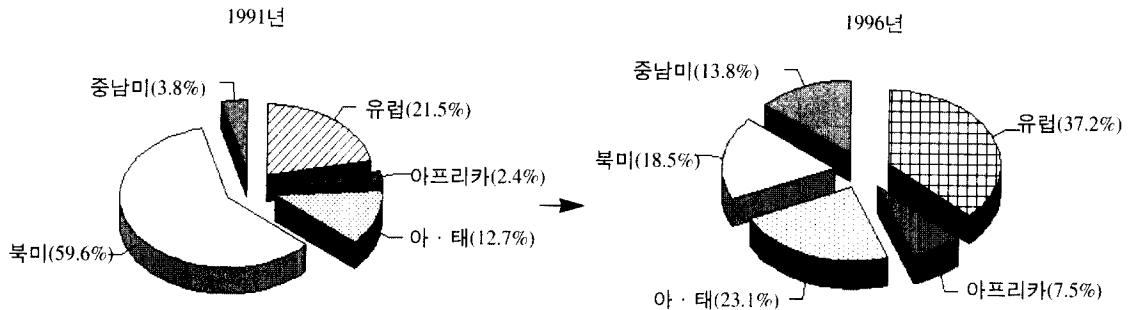 1991년
중남미(3.8%)
유럽(21.5%)
아프리카(2.4%)
아 · 태(12.7%)
북미(59.6%)
1996년
중남미(13.8%)
유럽(37.2%)
북미(18.5%)
아프리카(7.5%)
아 · 태(23.1%)